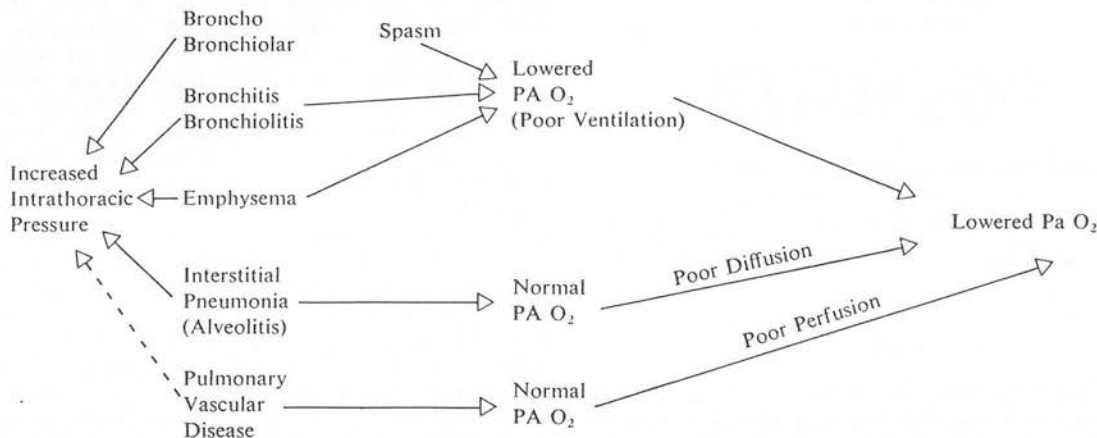 Broncho
Bronchiolar
Spasm
Lowered
PA O₂
(Poor Ventilation)
Bronchitis
Bronchiolitis
Increased
Intrathoracic
Pressure
Emphysema
Lowered Pa O₂
Interstitial
Pneumonia
(Alveolitis)
Normal
PA O₂
Poor Diffusion
Pulmonary
Vascular
Disease
Normal
PA O₂
Poor Perfusion